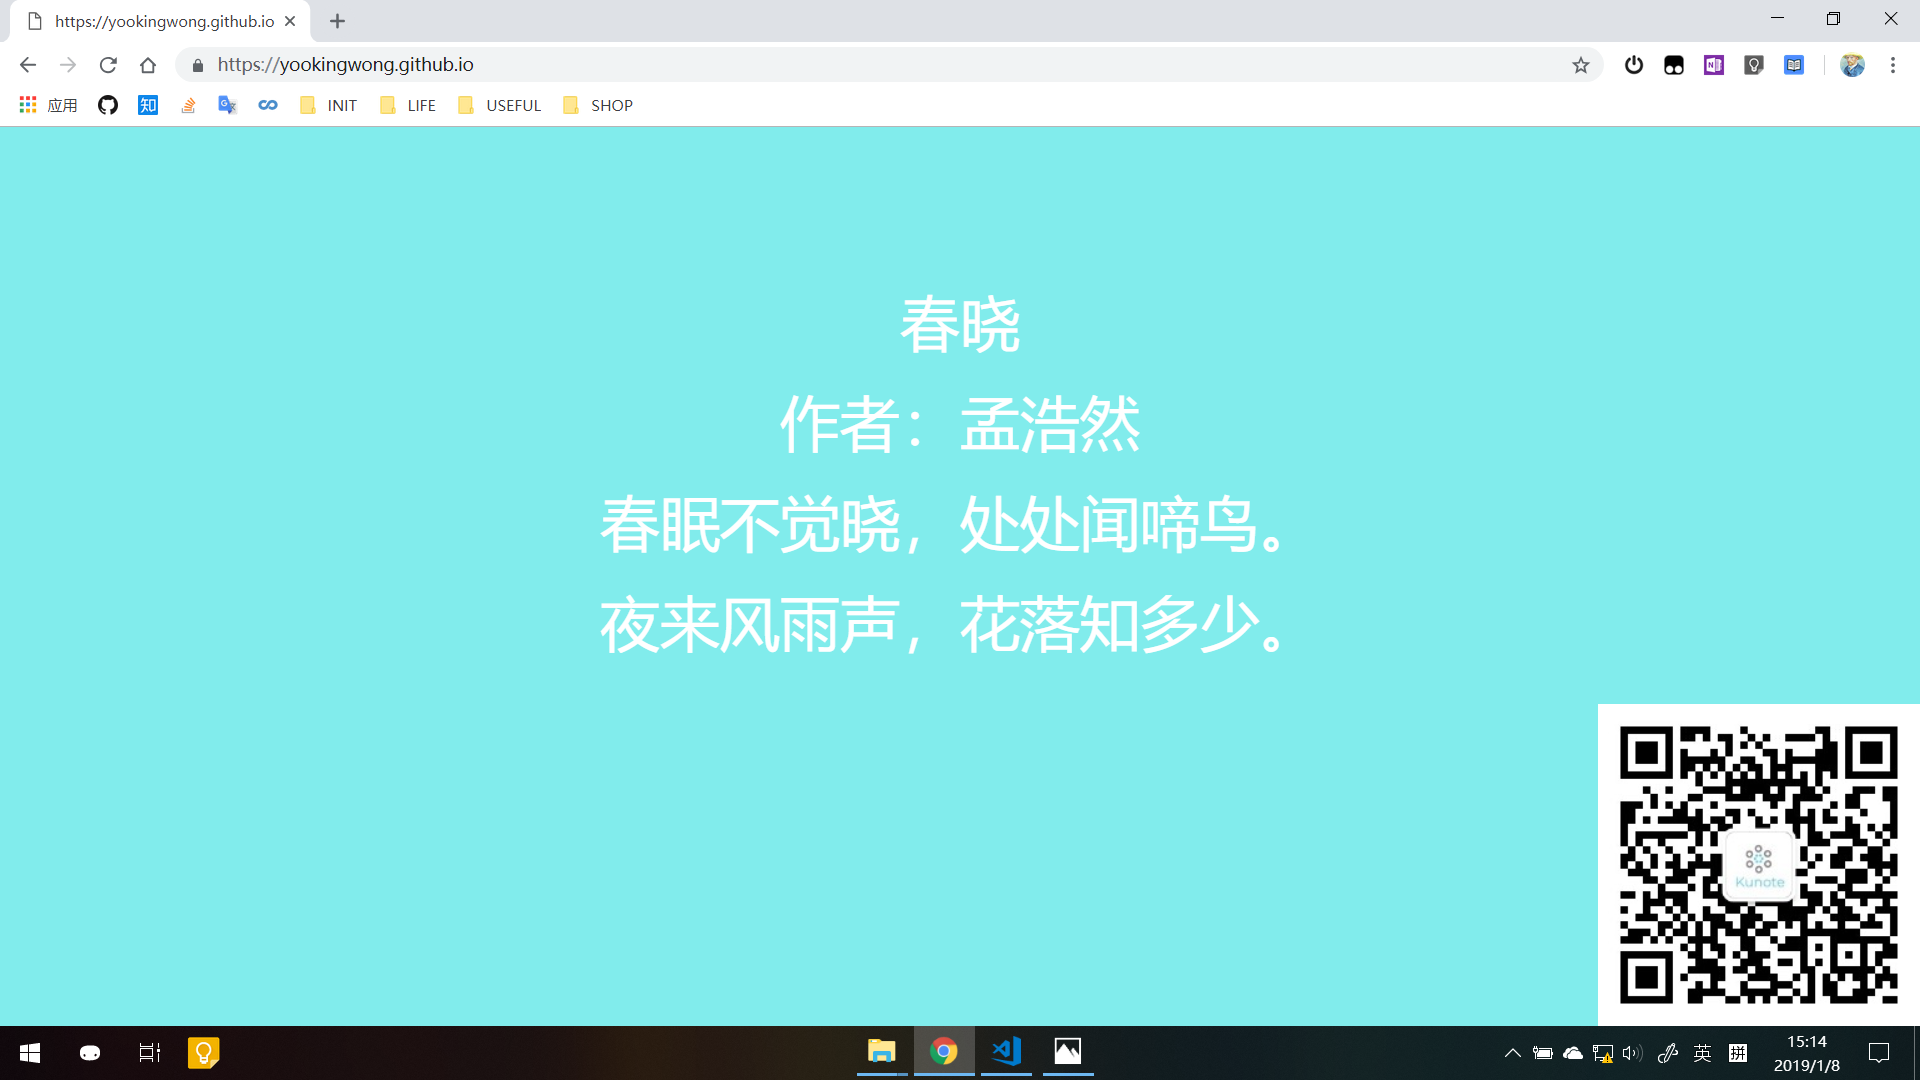 https://yookingwong.github.io
https://yookingwong.github.io
应用
知
INIT
LIFE
USEFUL
SHOP
春晓
作者：孟浩然
春眠不觉晓，处处闻啼鸟。
夜来风雨声，花落知多少。
Kunote
英
拼
15:14
2019/1/8